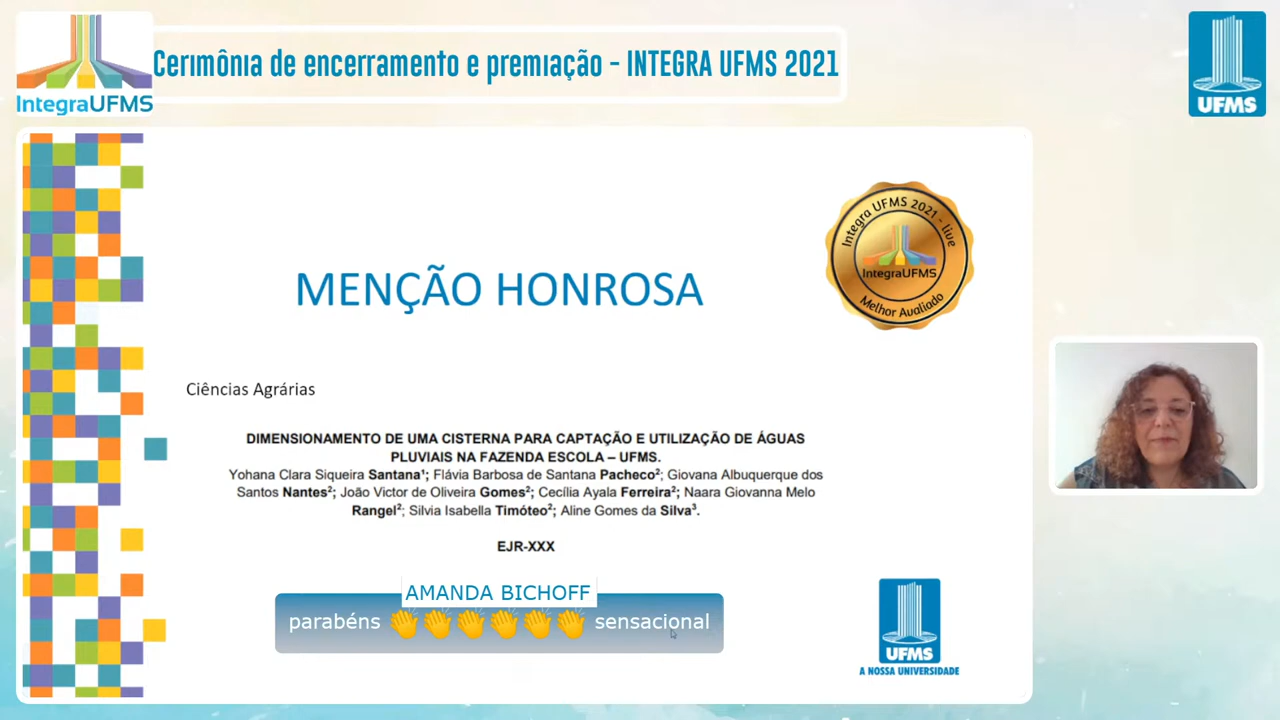 Cerimônia de encerramento e premiação - INTEGRA UFMS 2021
IntegraUFMS
UFMS
Integra UFMS 2021 - live
IntegraUFMS
Melhor Avaliado
MENÇÃO HONROSA
Ciências Agrárias
DIMENSIONAMENTO DE UMA CISTERNA PARA CAPTAÇÃO E UTILIZAÇÃO DE ÁGUAS
PLUVIAIS NA FAZENDA ESCOLA – UFMS.
Yohana Clara Siqueira Santana¹; Flávia Barbosa de Santana Pacheco²; Giovana Albuquerque dos
Santos Nantes²; João Victor de Oliveira Gomes²; Cecília Ayala Ferreira²; Naara Giovanna Melo
Rangel²; Silvia Isabella Timóteo²; Aline Gomes da Silva³.
EJR-XXX
AMANDA BICHOFF
parabéns 👏👏👏👏👏👏 sensacional
UFMS
A NOSSA UNIVERSIDADE